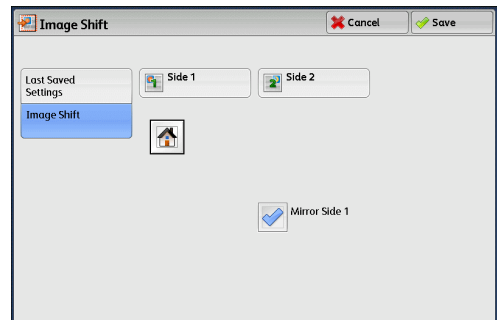 Image Shift
Cancel
Save
Last Saved
Settings
Side 1
Side 2
Image Shift
Mirror Side 1